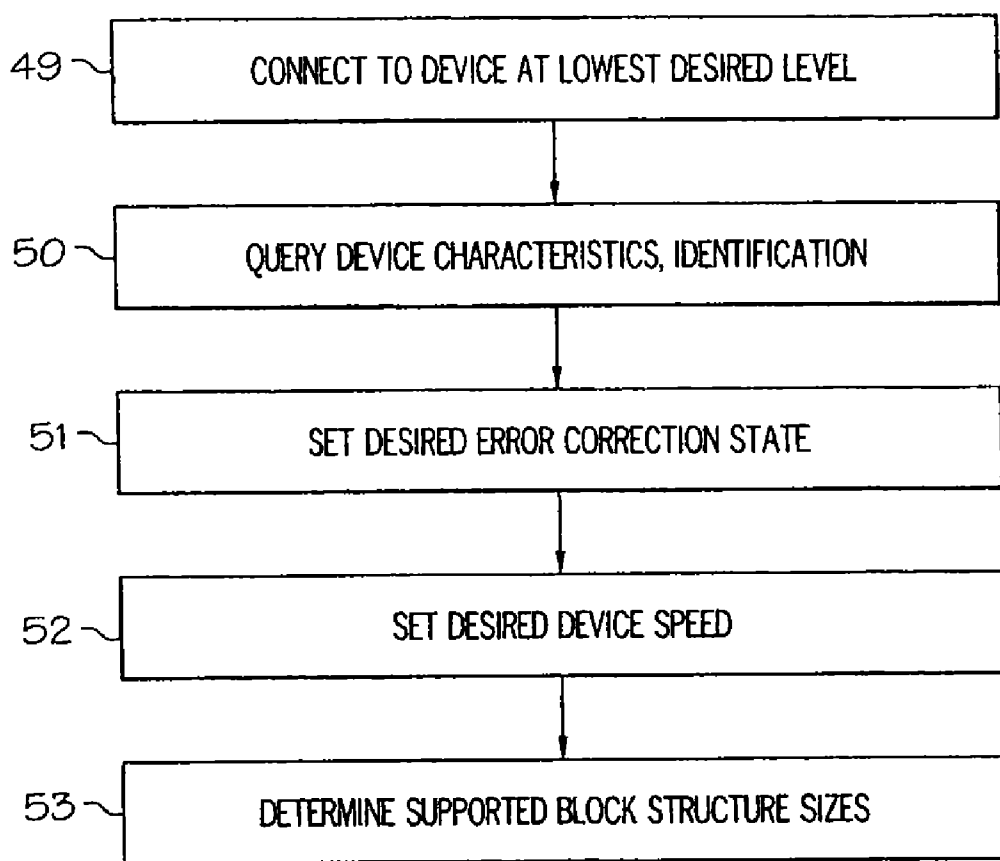 49 CONNECT TO DEVICE AT LOWEST DESIRED LEVEL
50 QUERY DEVICE CHARACTERISTICS, IDENTIFICATION
51 SET DESIRED ERROR CORRECTION STATE
52 SET DESIRED DEVICE SPEED
53 DETERMINE SUPPORTED BLOCK STRUCTURE SIZES